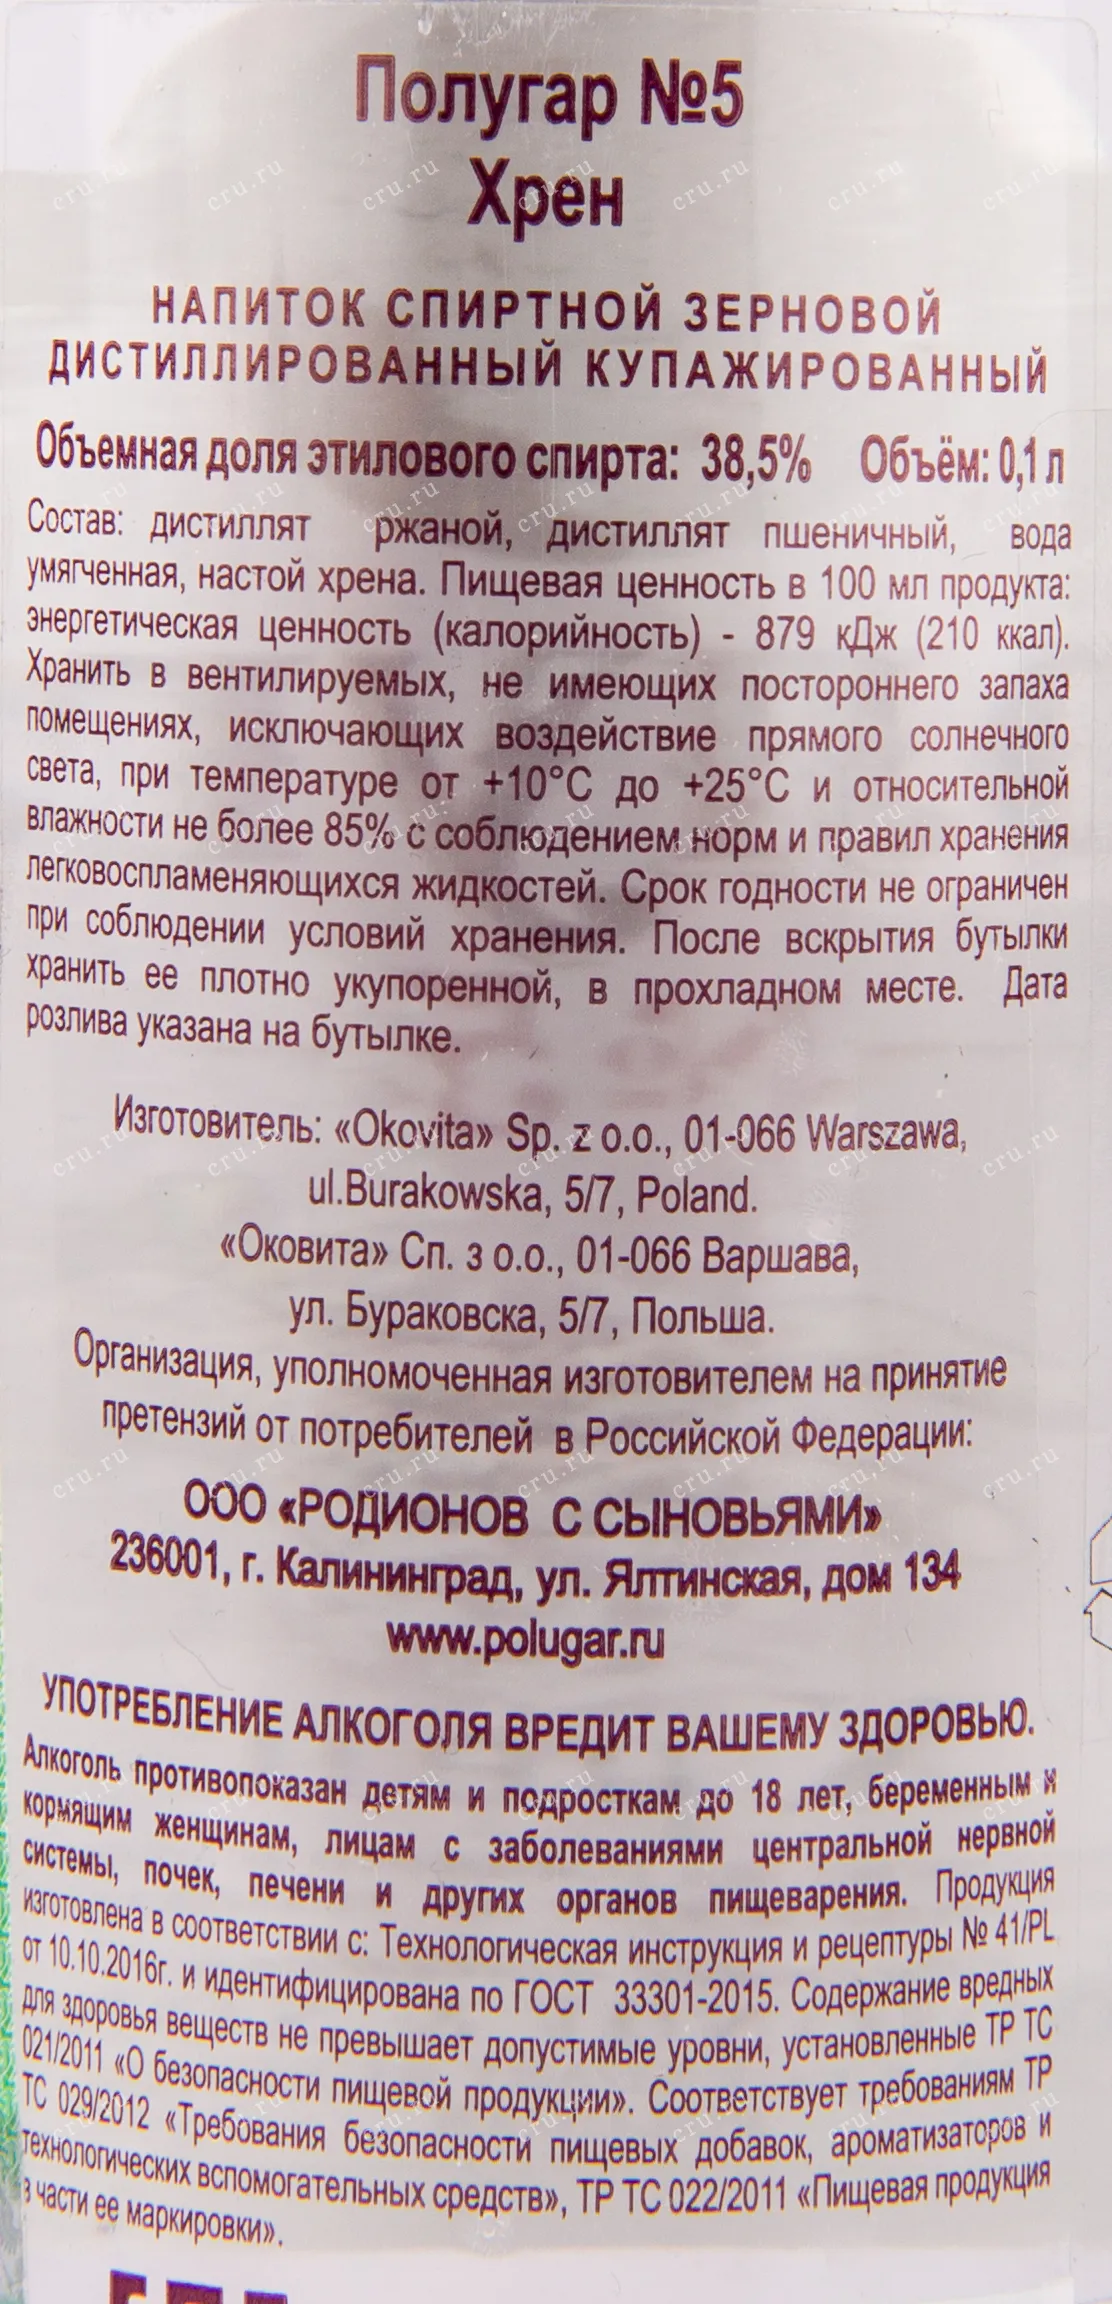 Полугар №5
Хрен
НАПИТОК СПИРТНОЙ ЗЕРНОВОЙ
ДИСТИЛЛИРОВАННЫЙ КУПАЖИРОВАННЫЙ
Объемная доля этилового спирта: 38,5% Объём: 0,1 л
Состав: дистиллят ржаной, дистиллят пшеничный, вода
умягченная, настой хрена. Пищевая ценность в 100 мл продукта:
энергетическая ценность (калорийность) - 879 кДж (210 ккал).
Хранить в вентилируемых, не имеющих постороннего запаха
помещениях, исключающих воздействие прямого солнечного
света, при температуре от +10°С до +25°С и относительной
влажности не более 85% с соблюдением норм и правил хранения
легковоспламеняющихся жидкостей. Срок годности не ограничен
при соблюдении условий хранения. После вскрытия бутылки
хранить ее плотно укупоренной, в прохладном месте. Дата
розлива указана на бутылке.
Изготовитель: «Okovita» Sp. z o.o., 01-066 Warszawa,
ul.Burakowska, 5/7, Poland.
«Оковита» Сп. з о.о., 01-066 Варшава,
ул. Бураковска, 5/7, Польша.
Организация, уполномоченная изготовителем на принятие
претензий от потребителей в Российской Федерации:
ООО «РОДИОНОВ С СЫНОВЬЯМИ»
236001, г. Калининград, ул. Ялтинская, дом 134
www.polugar.ru
УПОТРЕБЛЕНИЕ АЛКОГОЛЯ ВРЕДИТ ВАШЕМУ ЗДОРОВЬЮ.
Алкоголь противопоказан детям и подросткам до 18 лет, беременным и
кормящим женщинам, лицам с заболеваниями центральной нервной
системы, почек, печени и других органов пищеварения. Продукция
изготовлена в соответствии с: Технологическая инструкция и рецептуры № 41/PL
от 10.10.2016г. и идентифицирована по ГОСТ 33301-2015. Содержание вредных
для здоровья веществ не превышает допустимые уровни, установленные ТР ТС
021/2011 «О безопасности пищевой продукции». Соответствует требованиям ТР
ТС 029/2012 «Требования безопасности пищевых добавок, ароматизаторов и
технологических вспомогательных средств», ТР ТС 022/2011 «Пищевая продукция
в части ее маркировки».
cru.ru